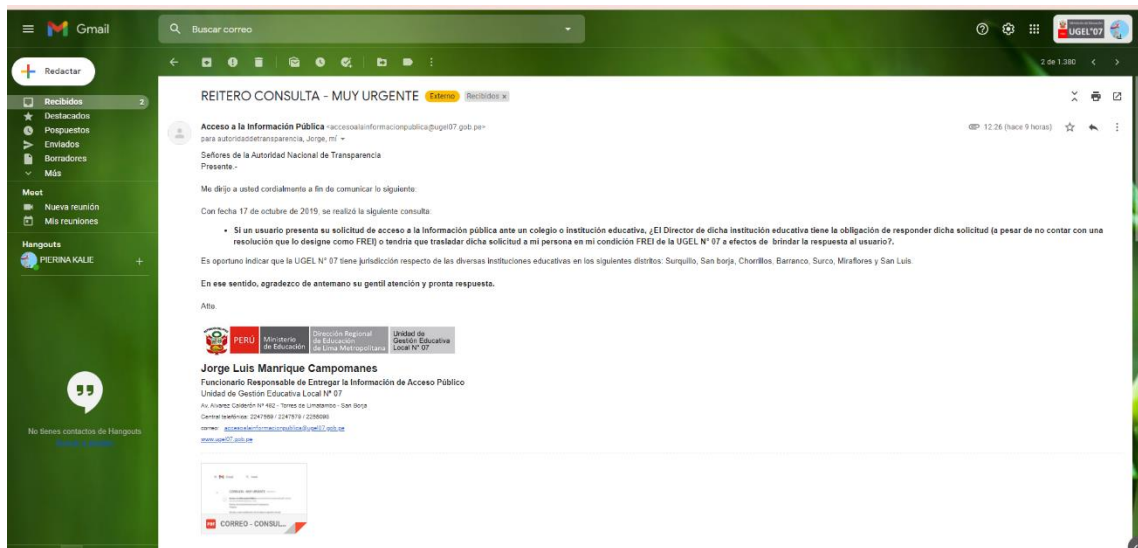 Gmail
Buscar correo
UGEL°07
Redactar
2 de 1.380
Recibidos 2
Destacados
Pospuestos
Enviados
Borradores
Más
Meet
Nueva reunión
Mis reuniones
Hangouts
PIERINA KALIE
No tienes contactos de Hangouts
REITERO CONSULTA - MUY URGENTE Externo Recibidos x
Acceso a la Información Pública <accesoalainformacionpublica@ugel07.gob.pe>
12:26 (hace 9 horas)
para autoridaddetransparencia, Jorge, mí
Señores de la Autoridad Nacional de Transparencia
Presente.-
Me dirijo a usted cordialmente a fin de comunicar lo siguiente:
Con fecha 17 de octubre de 2019, se realizó la siguiente consulta:
• Si un usuario presenta su solicitud de acceso a la información pública ante un colegio o institución educativa, ¿El Director de dicha institución educativa tiene la obligación de responder dicha solicitud (a pesar de no contar con una
resolución que lo designe como FREI) o tendría que trasladar dicha solicitud a mi persona en mi condición FREI de la UGEL N° 07 a efectos de brindar la respuesta al usuario?.
Es oportuno indicar que la UGEL N° 07 tiene jurisdicción respecto de las diversas instituciones educativas en los siguientes distritos: Surquillo, San borja, Chorrillos, Barranco, Surco, Miraflores y San Luis.
En ese sentido, agradezco de antemano su gentil atención y pronta respuesta.
Atte.
PERÚ
Ministerio
de Educación
Dirección Regional
de Educación
de Lima Metropolitana
Unidad de
Gestión Educativa
Local N° 07
Jorge Luis Manrique Campomanes
Funcionario Responsable de Entregar la Información de Acceso Público
Unidad de Gestión Educativa Local N° 07
Av. Alvarez Calderón N° 492 - Torres de Limatambo - San Borja
Central telefónica: 2247569 / 2247579 /
correo: accesoalainformacionpublica@ugel07.gob.pe
www.ugel07.gob.pe
PDF CORREO - CONSUL...